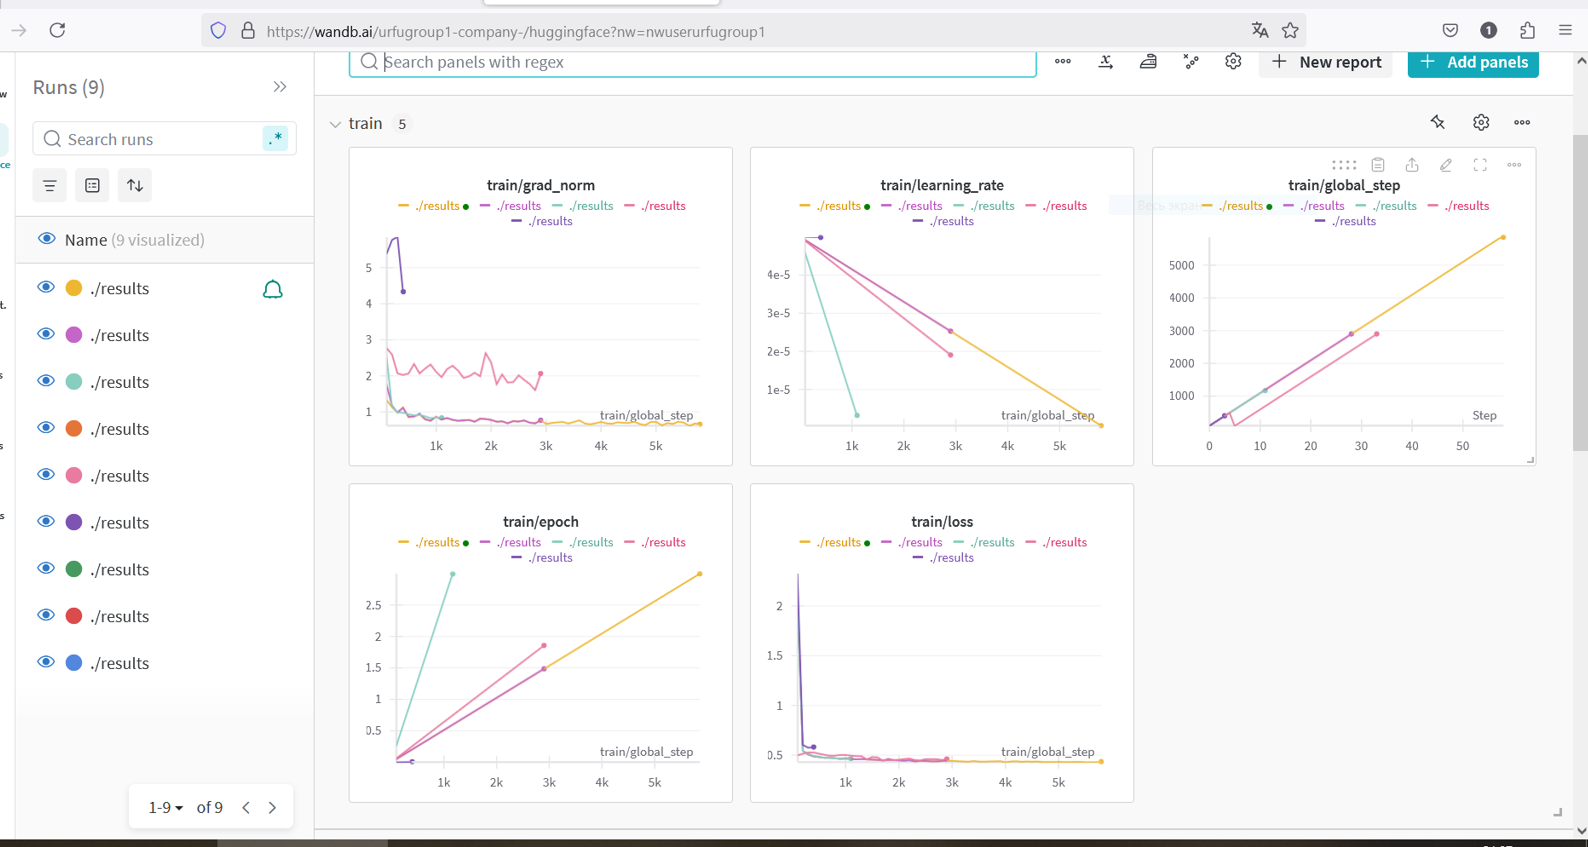 https://wandb.ai/urfugroup1-company-/huggingface?nw=nwuserurfugroup1
1
Runs (9)
Search runs
.*
Name (9 visualized)
./results
./results
./results
./results
./results
./results
./results
./results
./results
1-9 of 9
Search panels with regex
New report
Add panels
train 5
train/grad_norm
./results ./results ./results ./results
./results
5
4
3
2
1
train/global_step
1k 2k 3k 4k 5k
train/learning_rate
./results ./results ./results ./results
./results
4e-5
3e-5
2e-5
1e-5
train/global_step
1k 2k 3k 4k 5k
train/global_step
Весь экран
./results ./results ./results ./results
./results
5000
4000
3000
2000
1000
Step
0 10 20 30 40 50
train/epoch
./results ./results ./results ./results
./results
2.5
2
1.5
1
0.5
train/global_step
1k 2k 3k 4k 5k
train/loss
./results ./results ./results ./results
./results
2
1.5
1
0.5
train/global_step
1k 2k 3k 4k 5k